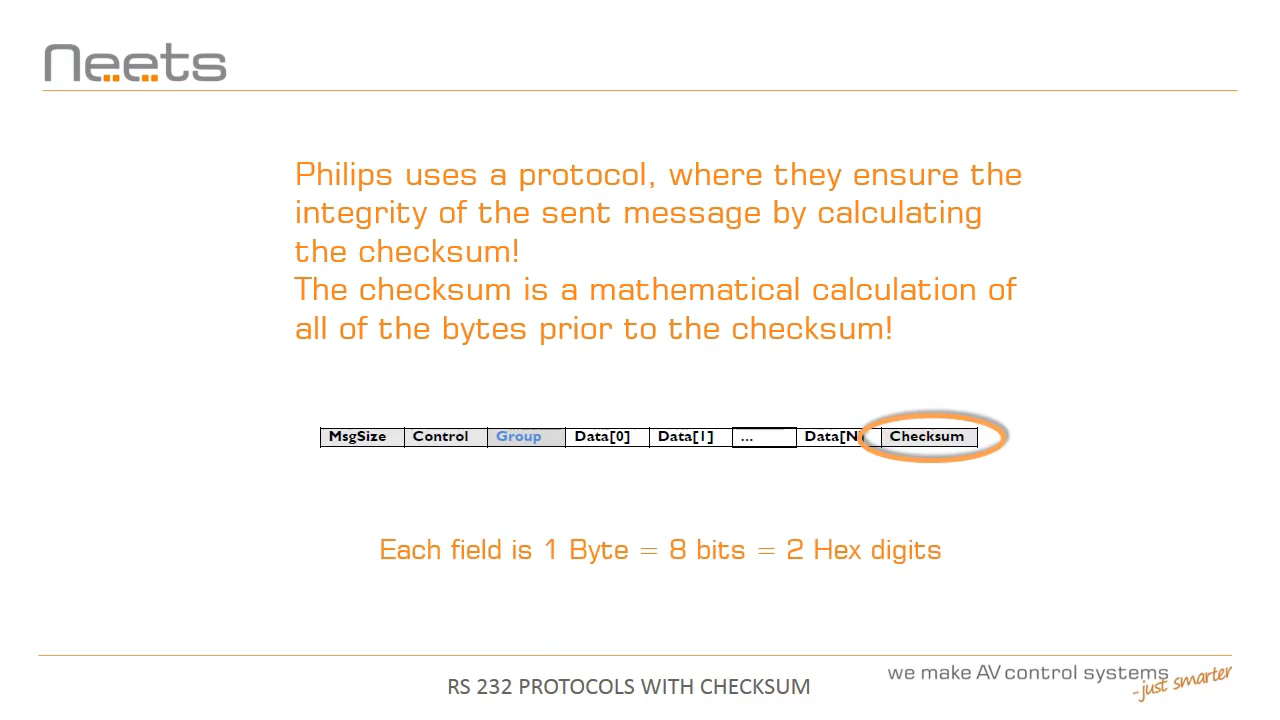 Neets
Philips uses a protocol, where they ensure the
integrity of the sent message by calculating
the checksum!
The checksum is a mathematical calculation of
all of the bytes prior to the checksum!
MsgSize Control Group Data[0] Data[1] ... Data[N] Checksum
Each field is 1 Byte = 8 bits = 2 Hex digits
we make AV control systems
-just smarter
RS 232 PROTOCOLS WITH CHECKSUM